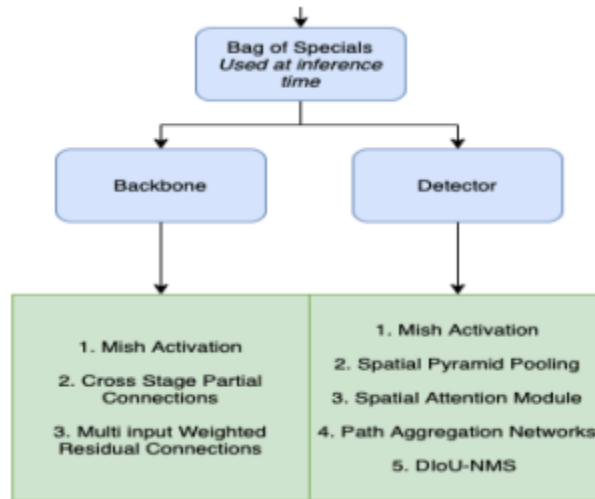 Bag of Specials
Used at inference
time
Backbone
Detector
1. Mish Activation
2. Cross Stage Partial
Connections
3. Multi input Weighted
Residual Connections
1. Mish Activation
2. Spatial Pyramid Pooling
3. Spatial Attention Module
4. Path Aggregation Networks
5. DIoU-NMS